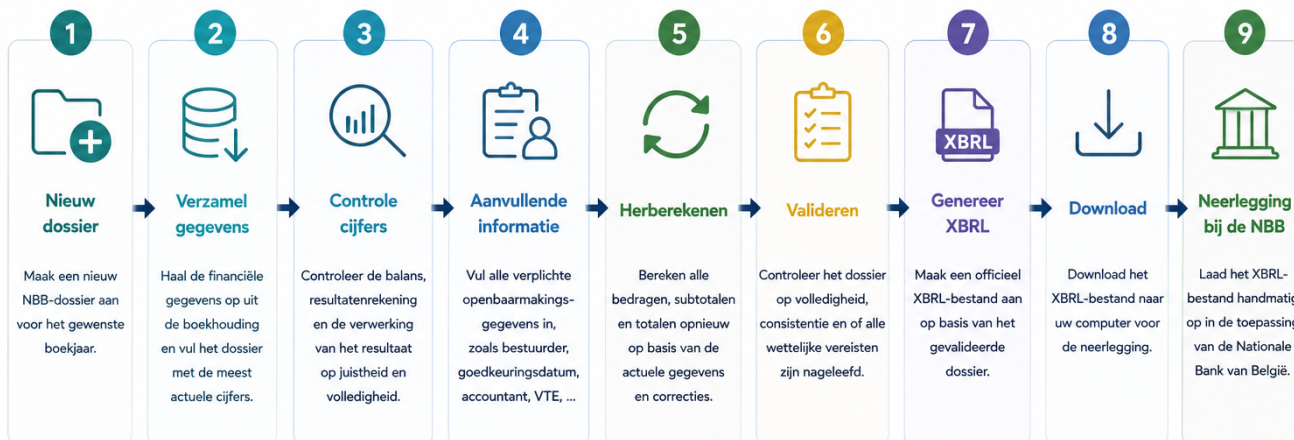 1
Nieuw
dossier
Maak een nieuw
NBB-dossier aan
voor het gewenste
boekjaar.
2
Verzamel
gegevens
Haal de financiële
gegevens op uit
de boekhouding
en vul het dossier
met de meest
actuele cijfers.
3
Controle
cijfers
Controleer de balans,
resultatenrekening
en de verwerking
van het resultaat
op juistheid en
volledigheid.
4
Aanvullende
informatie
Vul alle verplichte
openbaarmakings-
gegevens in,
zoals bestuurder,
goedkeuringsdatum,
accountant, VTE, ...
5
Herberekenen
Bereken alle
bedragen, subtotalen
en totalen opnieuw
op basis van de
actuele gegevens
en correcties.
6
Valideren
Controleer het dossier
op volledigheid,
consistentie en of alle
wettelijke vereisten
zijn nageleefd.
7
XBRL
Genereer
XBRL
Maak een officieel
XBRL-bestand aan
op basis van het
gevalideerde
dossier.
8
Download
Download het
XBRL-bestand naar
uw computer voor
de neerlegging.
9
Neerlegging
bij de NBB
Laad het XBRL-
bestand handmatig
op in de toepassing
van de Nationale
Bank van België.